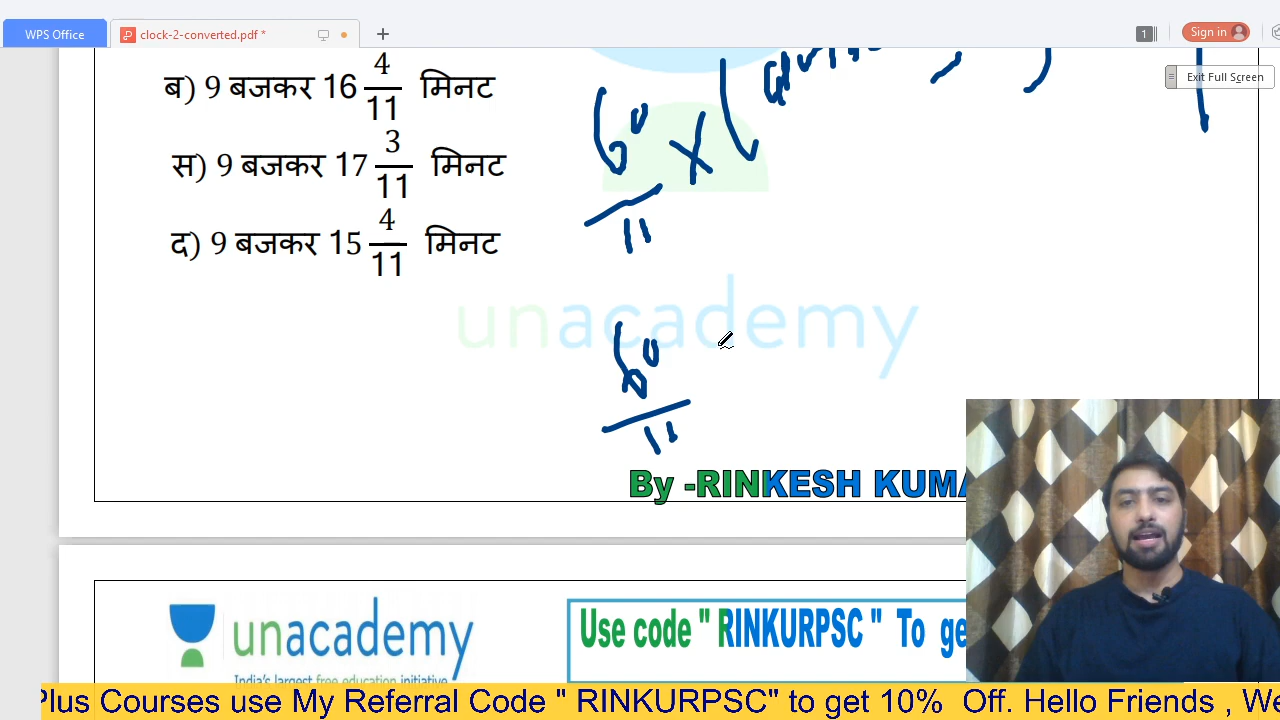 WPS Office clock-2-converted.pdf * 1 Sign in
Exit Full Screen
ब) 9 बजकर 16 4/11 मिनट
स) 9 बजकर 17 3/11 मिनट
द) 9 बजकर 15 4/11 मिनट
60/11 ×
unacademy
60/11
By -RINKESH KUMA
unacademy
India's largest free education initiative
Use code " RINKURPSC " To ge
Plus Courses use My Referral Code " RINKURPSC" to get 10% Off. Hello Friends , We